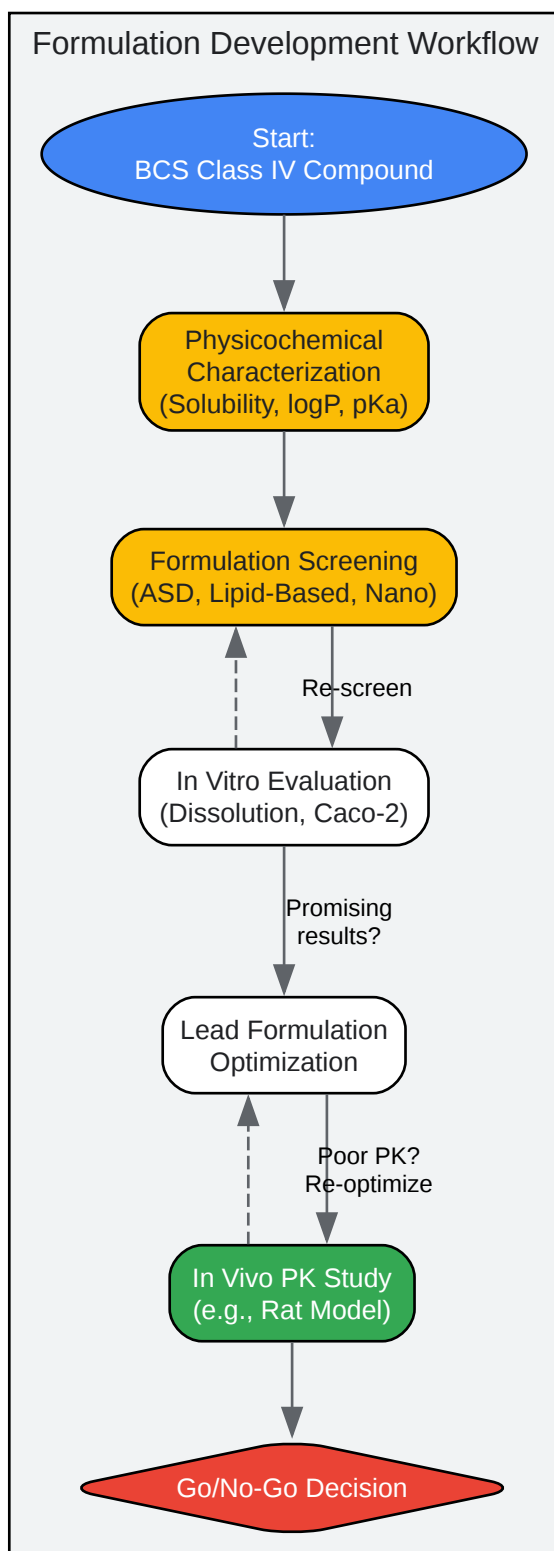 Formulation Development Workflow
Start:
BCS Class IV Compound
Physicochemical
Characterization
(Solubility, logP, pKa)
Formulation Screening
(ASD, Lipid-Based, Nano)
Re-screen
In Vitro Evaluation
(Dissolution, Caco-2)
Promising
results?
Lead Formulation
Optimization
Poor PK?
Re-optimize
In Vivo PK Study
(e.g., Rat Model)
Go/No-Go Decision